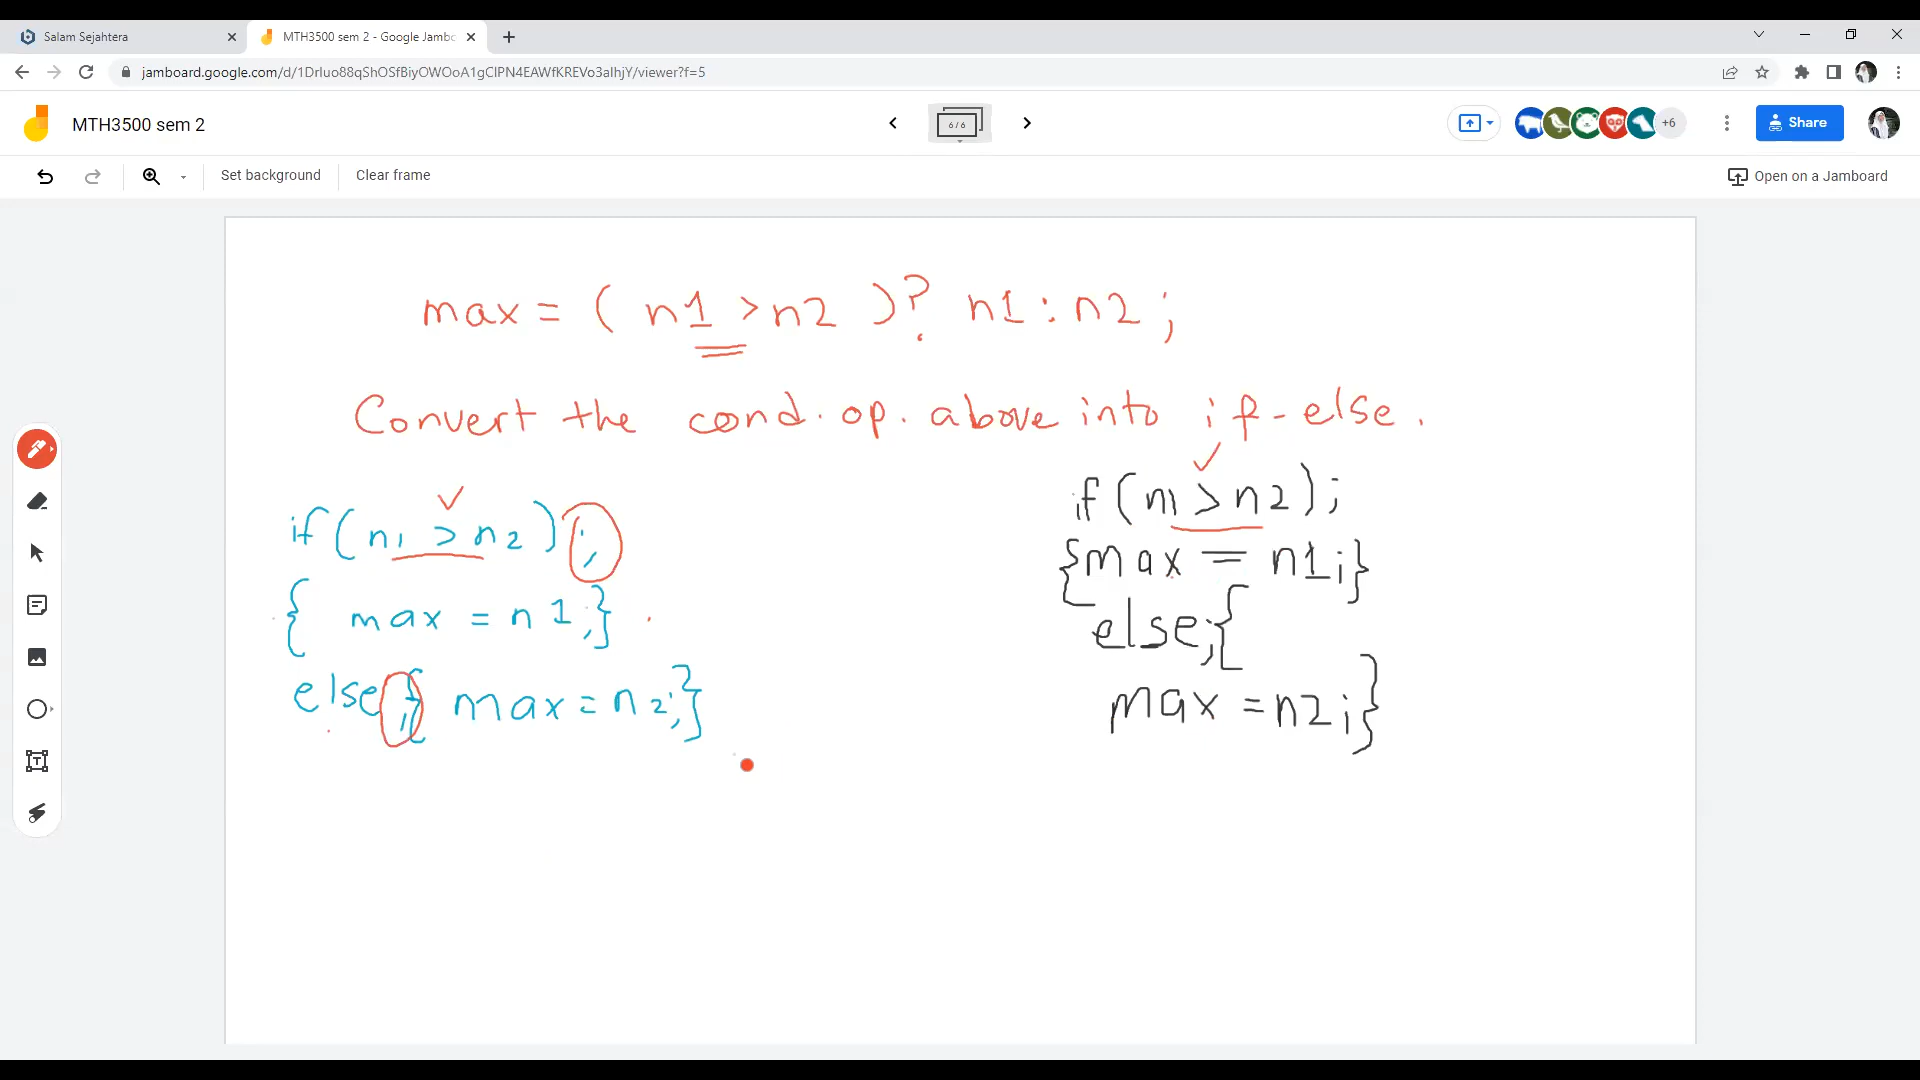 Salam Sejahtera
MTH3500 sem 2 - Google Jambo
jamboard.google.com/d/1DrIuo88qShOSfBiyOWOoA1gClPN4EAWfKREVo3alhjY/viewer?f=5
MTH3500 sem 2
6/6
+6
Share
Set background
Clear frame
Open on a Jamboard
max = ( n1 > n2 )? n1 : n2 ;
Convert the cond. op. above into if-else.
if (n1 > n2) ;
{ max = n1;}
else ;{ max = n2;}
if (n1 > n2);
{max = n1;}
else;{
max = n2;}